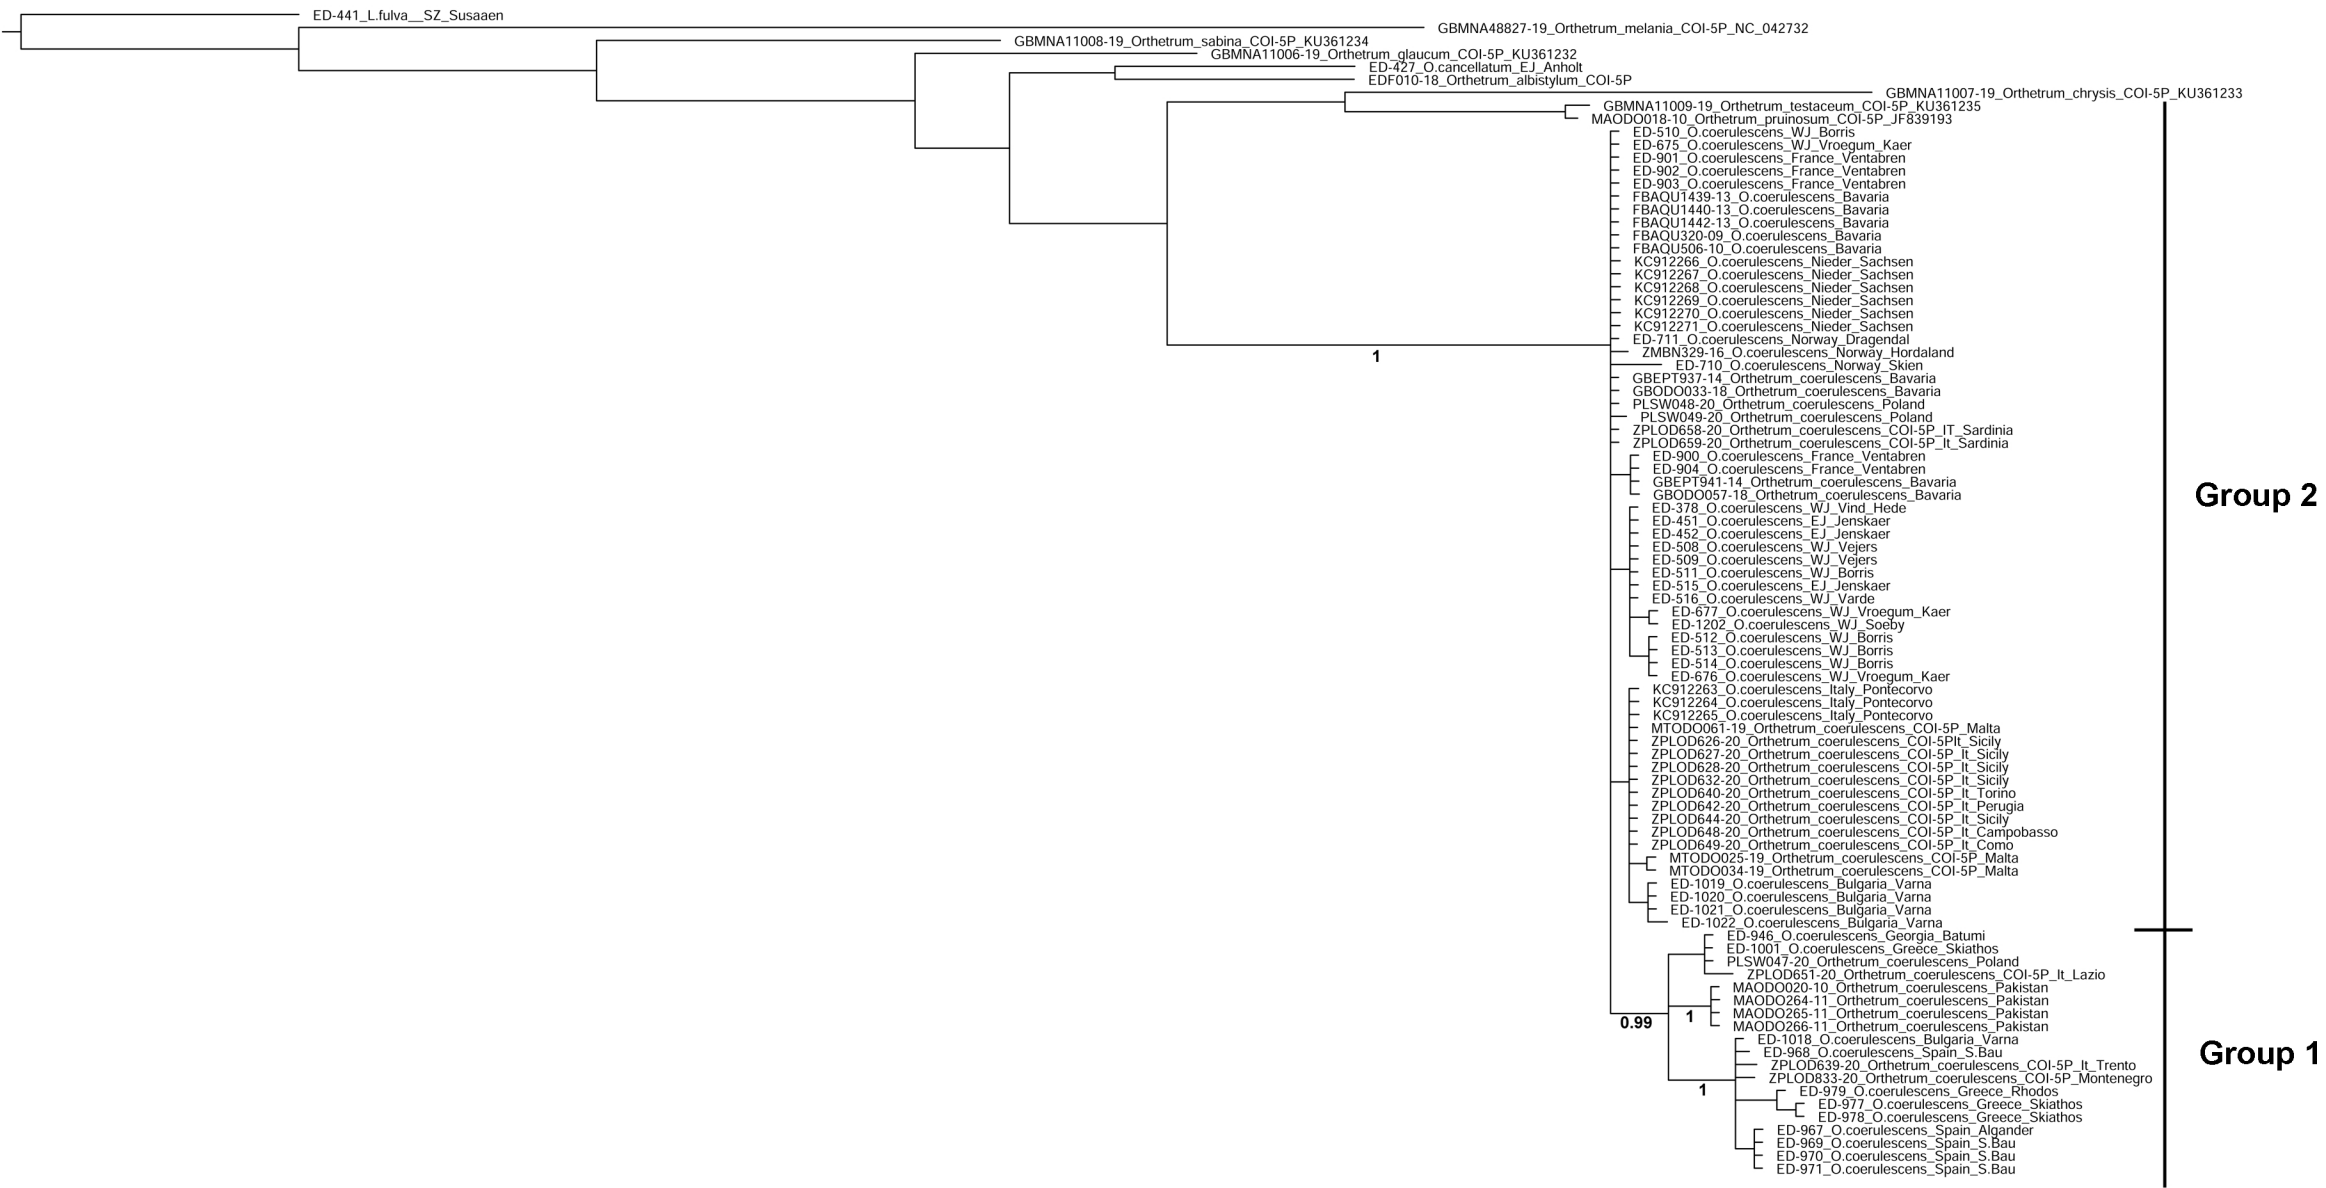 ED-441_L.fulva__SZ_Susaaen
GBMNA48827-19_Orthetrum_melania_COI-5P_NC_042732
GBMNA11008-19_Orthetrum_sabina_COI-5P_KU361234
GBMNA11006-19_Orthetrum_glaucum_COI-5P_KU361232
ED-427_O.cancellatum_EJ_Anholt
EDF010-18_Orthetrum_albistylum_COI-5P
GBMNA11007-19_Orthetrum_chrysis_COI-5P_KU361233
GBMNA11009-19_Orthetrum_testaceum_COI-5P_KU361235
MAODO018-10_Orthetrum_pruinosum_COI-5P_JF839193
ED-510_O.coerulescens_WJ_Borris
ED-675_O.coerulescens_WJ_Vroegum_Kaer
ED-901_O.coerulescens_France_Ventabren
ED-902_O.coerulescens_France_Ventabren
ED-903_O.coerulescens_France_Ventabren
FBAQU1439-13_O.coerulescens_Bavaria
FBAQU1440-13_O.coerulescens_Bavaria
FBAQU1442-13_O.coerulescens_Bavaria
FBAQU320-09_O.coerulescens_Bavaria
FBAQU506-10_O.coerulescens_Bavaria
KC912266_O.coerulescens_Nieder_Sachsen
KC912267_O.coerulescens_Nieder_Sachsen
KC912268_O.coerulescens_Nieder_Sachsen
KC912269_O.coerulescens_Nieder_Sachsen
KC912270_O.coerulescens_Nieder_Sachsen
KC912271_O.coerulescens_Nieder_Sachsen
ED-711_O.coerulescens_Norway_Dragendal
ZMBN329-16_O.coerulescens_Norway_Hordaland
1
ED-710_O.coerulescens_Norway_Skien
GBEPT937-14_Orthetrum_coerulescens_Bavaria
GBODO033-18_Orthetrum_coerulescens_Bavaria
PLSW048-20_Orthetrum_coerulescens_Poland
PLSW049-20_Orthetrum_coerulescens_Poland
ZPLOD658-20_Orthetrum_coerulescens_COI-5P_IT_Sardinia
ZPLOD659-20_Orthetrum_coerulescens_COI-5P_It_Sardinia
ED-900_O.coerulescens_France_Ventabren
ED-904_O.coerulescens_France_Ventabren
GBEPT941-14_Orthetrum_coerulescens_Bavaria
GBODO057-18_Orthetrum_coerulescens_Bavaria
Group 2
ED-378_O.coerulescens_WJ_Vind_Hede
ED-451_O.coerulescens_EJ_Jenskaer
ED-452_O.coerulescens_EJ_Jenskaer
ED-508_O.coerulescens_WJ_Vejers
ED-509_O.coerulescens_WJ_Vejers
ED-511_O.coerulescens_WJ_Borris
ED-515_O.coerulescens_EJ_Jenskaer
ED-516_O.coerulescens_WJ_Varde
ED-677_O.coerulescens_WJ_Vroegum_Kaer
ED-1202_O.coerulescens_WJ_Soeby
ED-512_O.coerulescens_WJ_Borris
ED-513_O.coerulescens_WJ_Borris
ED-514_O.coerulescens_WJ_Borris
ED-676_O.coerulescens_WJ_Vroegum_Kaer
KC912263_O.coerulescens_Italy_Pontecorvo
KC912264_O.coerulescens_Italy_Pontecorvo
KC912265_O.coerulescens_Italy_Pontecorvo
MTODO061-19_Orthetrum_coerulescens_COI-5P_Malta
ZPLOD626-20_Orthetrum_coerulescens_COI-5PIt_Sicily
ZPLOD627-20_Orthetrum_coerulescens_COI-5P_It_Sicily
ZPLOD628-20_Orthetrum_coerulescens_COI-5P_It_Sicily
ZPLOD632-20_Orthetrum_coerulescens_COI-5P_It_Sicily
ZPLOD640-20_Orthetrum_coerulescens_COI-5P_It_Torino
ZPLOD642-20_Orthetrum_coerulescens_COI-5P_It_Perugia
ZPLOD644-20_Orthetrum_coerulescens_COI-5P_It_Sicily
ZPLOD648-20_Orthetrum_coerulescens_COI-5P_It_Campobasso
ZPLOD649-20_Orthetrum_coerulescens_COI-5P_It_Como
MTODO025-19_Orthetrum_coerulescens_COI-5P_Malta
MTODO034-19_Orthetrum_coerulescens_COI-5P_Malta
ED-1019_O.coerulescens_Bulgaria_Varna
ED-1020_O.coerulescens_Bulgaria_Varna
ED-1021_O.coerulescens_Bulgaria_Varna
ED-1022_O.coerulescens_Bulgaria_Varna
ED-946_O.coerulescens_Georgia_Batumi
ED-1001_O.coerulescens_Greece_Skiathos
PLSW047-20_Orthetrum_coerulescens_Poland
ZPLOD651-20_Orthetrum_coerulescens_COI-5P_It_Lazio
MAODO020-10_Orthetrum_coerulescens_Pakistan
MAODO264-11_Orthetrum_coerulescens_Pakistan
MAODO265-11_Orthetrum_coerulescens_Pakistan
0.99
1
MAODO266-11_Orthetrum_coerulescens_Pakistan
ED-1018_O.coerulescens_Bulgaria_Varna
ED-968_O.coerulescens_Spain_S.Bau
Group 1
ZPLOD639-20_Orthetrum_coerulescens_COI-5P_It_Trento
ZPLOD833-20_Orthetrum_coerulescens_COI-5P_Montenegro
1
ED-979_O.coerulescens_Greece_Rhodos
ED-977_O.coerulescens_Greece_Skiathos
ED-978_O.coerulescens_Greece_Skiathos
ED-967_O.coerulescens_Spain_Algander
ED-969_O.coerulescens_Spain_S.Bau
ED-970_O.coerulescens_Spain_S.Bau
ED-971_O.coerulescens_Spain_S.Bau